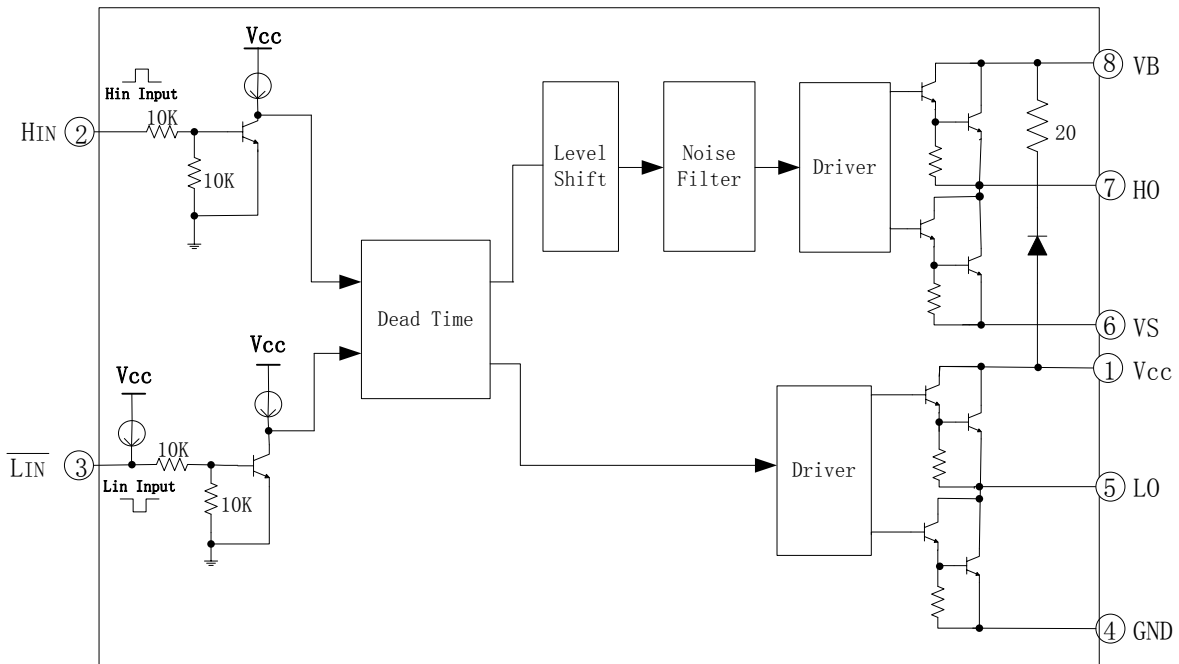 Vcc
Hin Input
HIN 2
10K
10K
Level
Shift
Noise
Filter
Driver
8 VB
20
7 HO
6 VS
Dead Time
Vcc
Vcc
1 Vcc
LIN 3
10K
Lin Input
10K
Driver
5 LO
4 GND